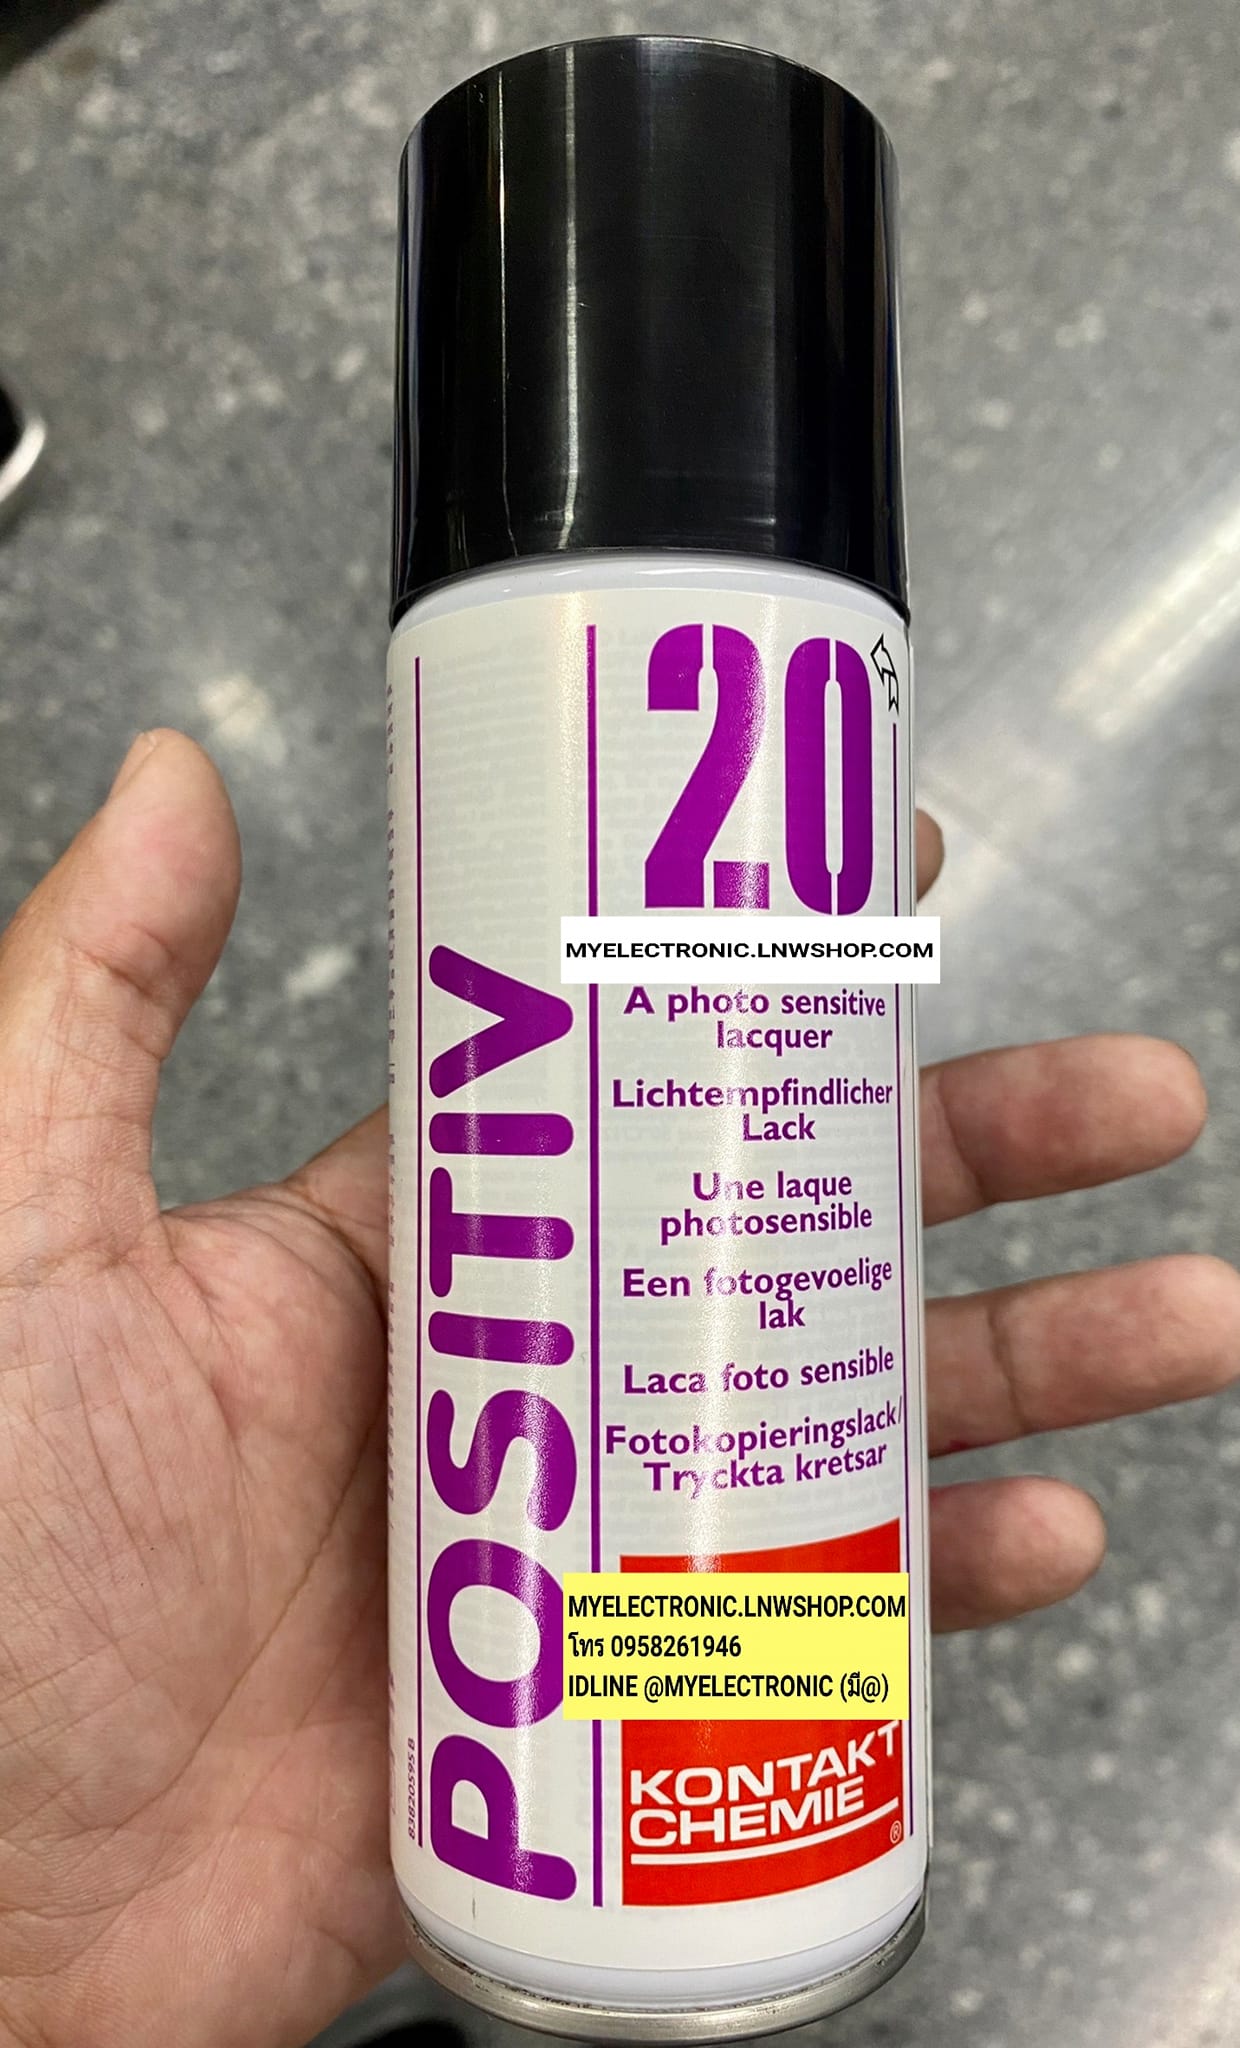 20
POSITIV
MYELECTRONIC.LNWSHOP.COM
A photo sensitive
lacquer
Lichtempfindlicher
Lack
Une laque
photosensible
Een fotogevoelige
lak
Laca foto sensible
Fotokopieringslack/
Tryckta kretsar
MYELECTRONIC.LNWSHOP.COM
โทร 0958261946
IDLINE @MYELECTRONIC (มี@)
KONTAKT
CHEMIE
®
83820595 B